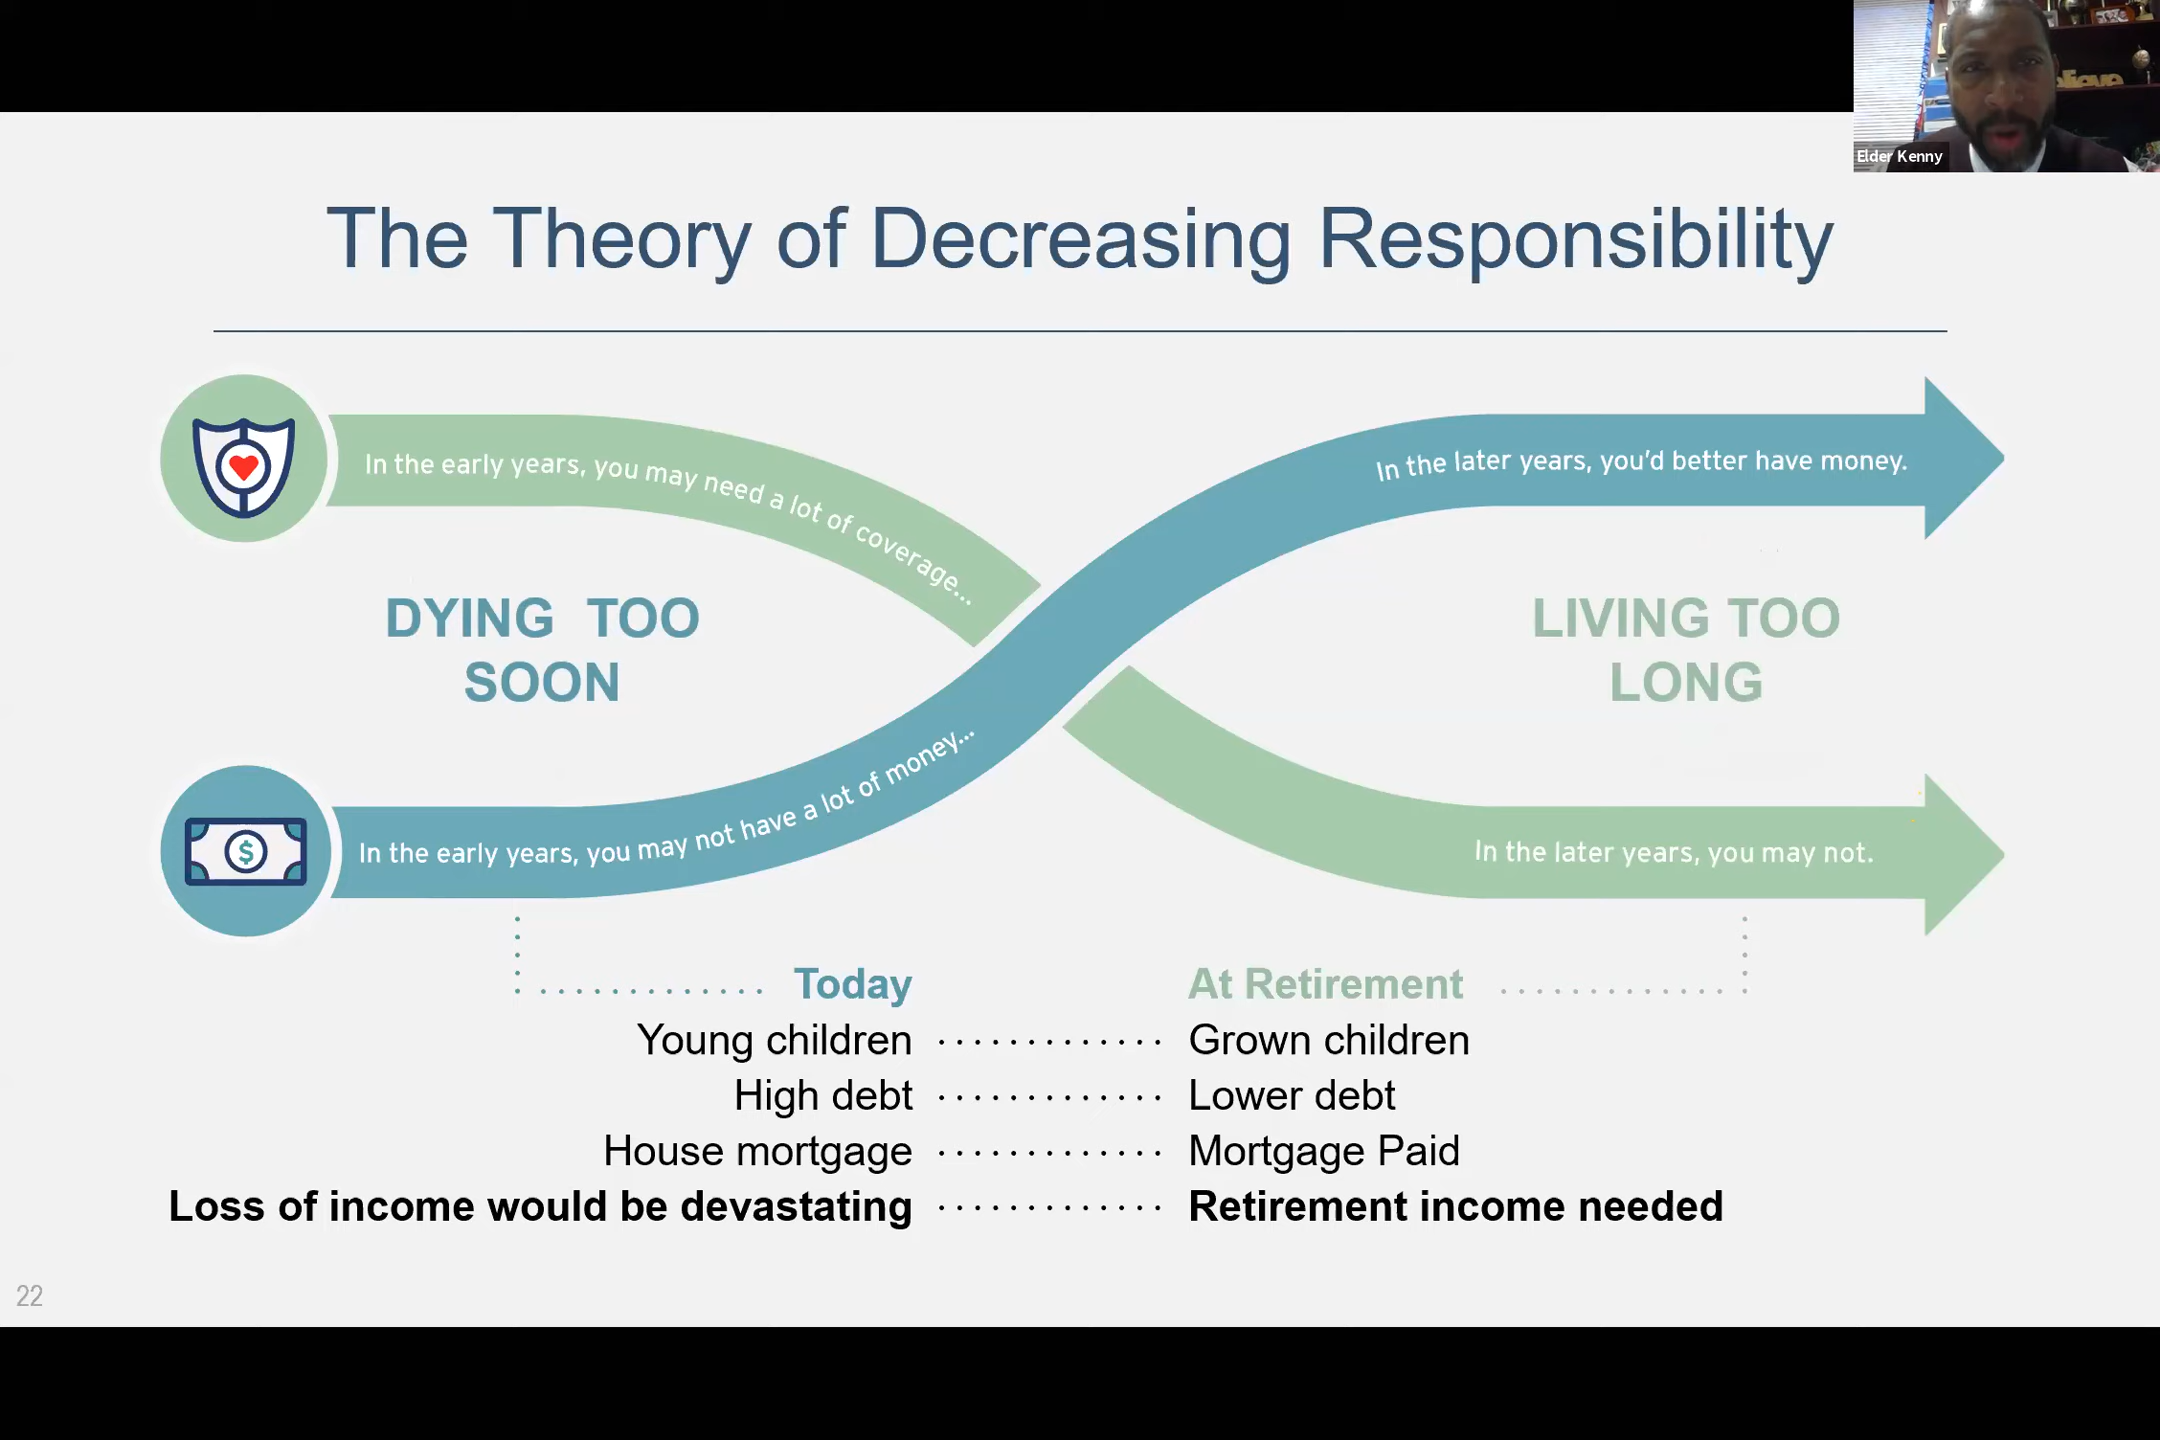 Elder Kenny
The Theory of Decreasing Responsibility
In the early years, you may need a lot of coverage...
In the later years, you'd better have money.
DYING TOO
SOON
LIVING TOO
LONG
In the early years, you may not have a lot of money...
In the later years, you may not.
$
Today
At Retirement
Young children ............. Grown children
High debt ............. Lower debt
House mortgage ............. Mortgage Paid
Loss of income would be devastating ............. Retirement income needed
22